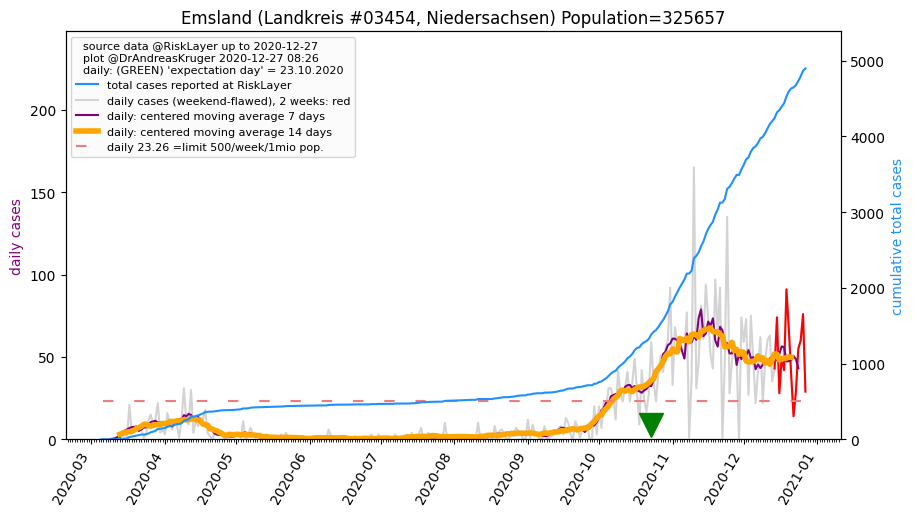 Emsland (Landkreis #03454, Niedersachsen) Population=325657
source data @RiskLayer up to 2020-12-27
plot @DrAndreasKruger 2020-12-27 08:26
daily: (GREEN) 'expectation day' = 23.10.2020
total cases reported at RiskLayer
daily cases (weekend-flawed), 2 weeks: red
daily: centered moving average 7 days
daily: centered moving average 14 days
daily 23.26 =limit 500/week/1mio pop.
daily cases
200
150
100
50
0
cumulative total cases
5000
4000
3000
2000
1000
0
2020-03
2020-04
2020-05
2020-06
2020-07
2020-08
2020-09
2020-10
2020-11
2020-12
2021-01